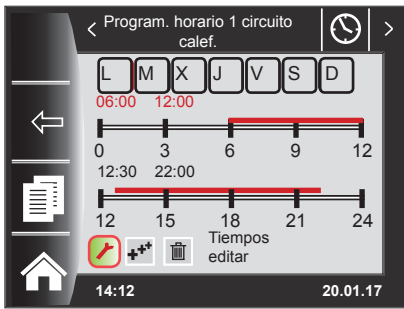 Program. horario 1 circuito
calef.
L M X J V S D
06:00 12:00
0 3 6 9 12
12:30 22:00
12 15 18 21 24
Tiempos
editar
14:12 20.01.17